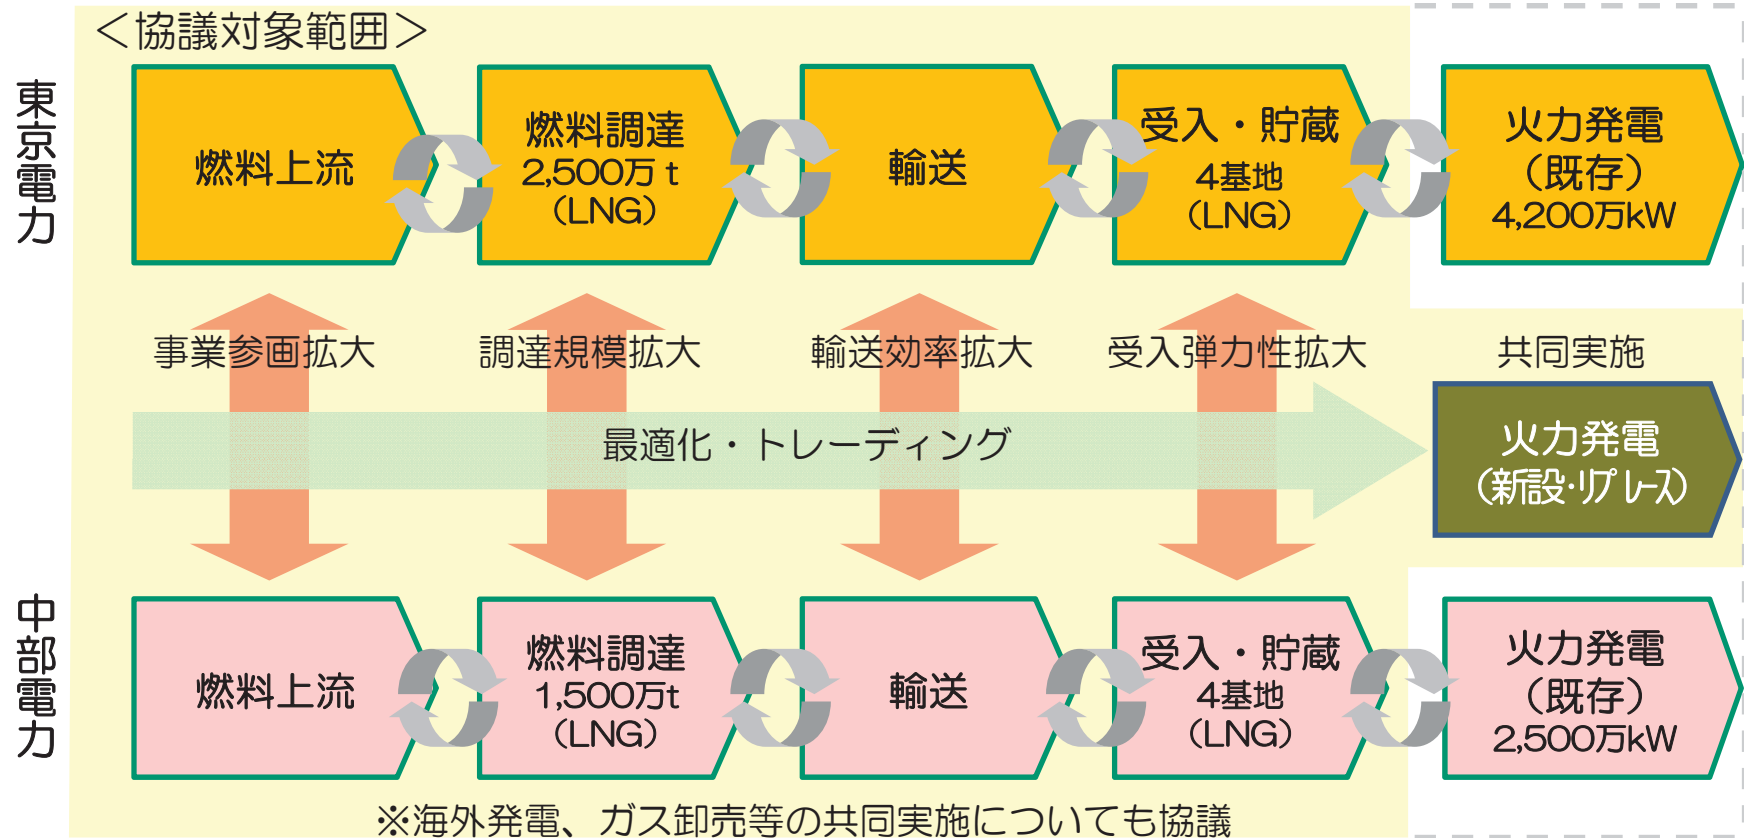 ＜協議対象範囲＞
東京電力
燃料上流
燃料調達
2,500万ｔ
(LNG)
輸送
受入・貯蔵
4基地
(LNG)
火力発電
(既存)
4,200万kW
事業参画拡大
調達規模拡大
輸送効率拡大
受入弾力性拡大
共同実施
最適化・トレーディング
火力発電
(新設・リプレース)
中部電力
燃料上流
燃料調達
1,500万t
(LNG)
輸送
受入・貯蔵
4基地
(LNG)
火力発電
(既存)
2,500万kW
※海外発電、ガス卸売等の共同実施についても協議